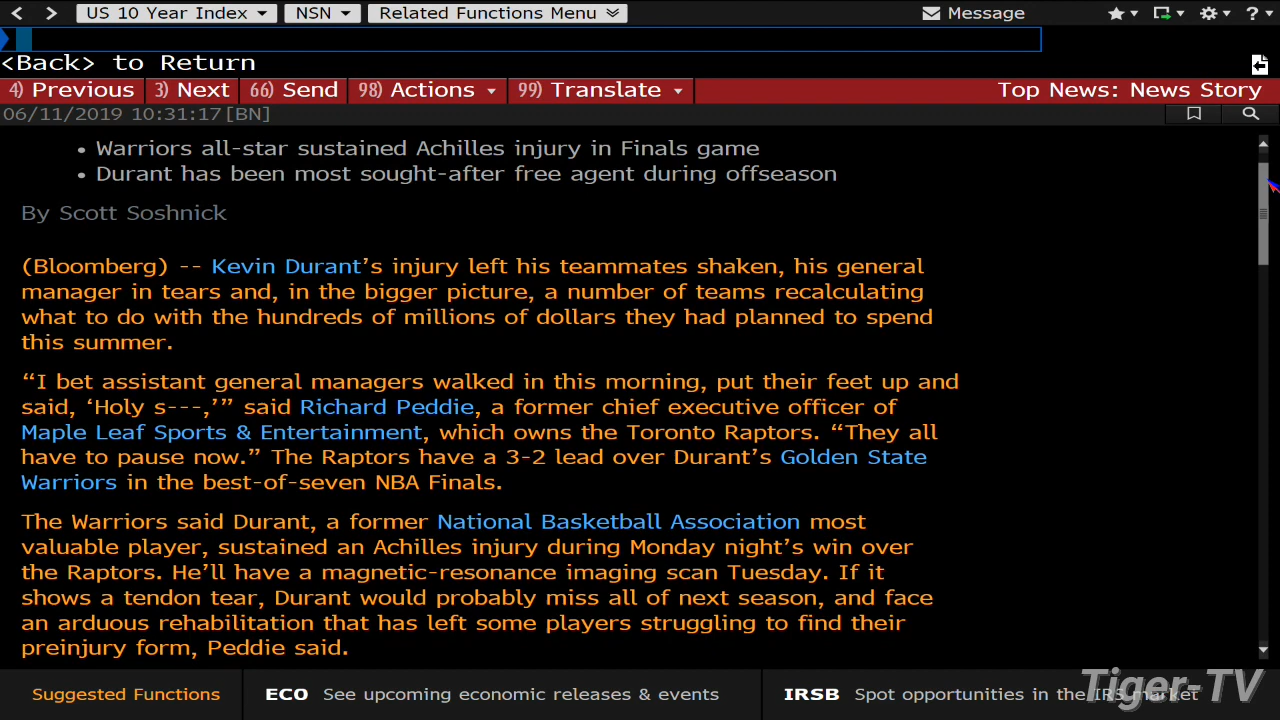 US 10 Year Index NSN Related Functions Menu Message ?
<Back> to Return
4) Previous 3) Next 66) Send 98) Actions 99) Translate Top News: News Story
06/11/2019 10:31:17[BN]
• Warriors all-star sustained Achilles injury in Finals game
• Durant has been most sought-after free agent during offseason
By Scott Soshnick
(Bloomberg) -- Kevin Durant’s injury left his teammates shaken, his general
manager in tears and, in the bigger picture, a number of teams recalculating
what to do with the hundreds of millions of dollars they had planned to spend
this summer.
“I bet assistant general managers walked in this morning, put their feet up and
said, ‘Holy s---,’” said Richard Peddie, a former chief executive officer of
Maple Leaf Sports & Entertainment, which owns the Toronto Raptors. “They all
have to pause now.” The Raptors have a 3-2 lead over Durant’s Golden State
Warriors in the best-of-seven NBA Finals.
The Warriors said Durant, a former National Basketball Association most
valuable player, sustained an Achilles injury during Monday night’s win over
the Raptors. He’ll have a magnetic-resonance imaging scan Tuesday. If it
shows a tendon tear, Durant would probably miss all of next season, and face
an arduous rehabilitation that has left some players struggling to find their
preinjury form, Peddie said.
Suggested Functions ECO See upcoming economic releases & events IRSB Spot opportunities in the IRS market
Tiger-TV